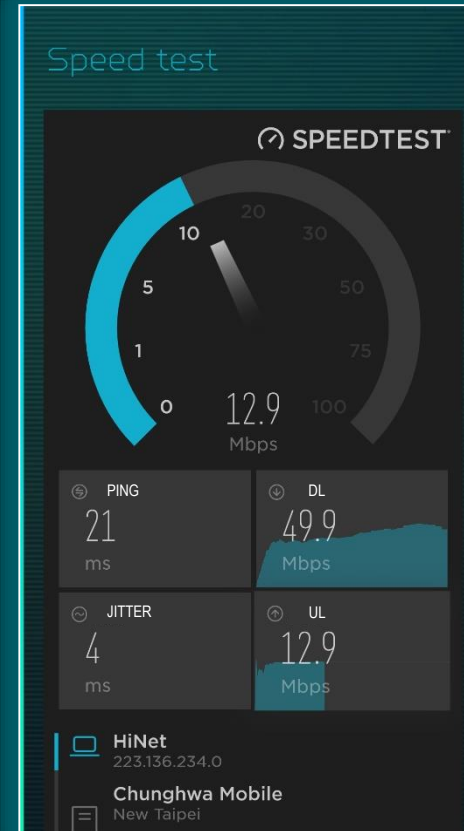 Speed test
SPEEDTEST
20
10
30
5
50
1
75
0
12.9
100
Mbps
PING
DL
21
49.9
ms
Mbps
JITTER
UL
4
12.9
ms
Mbps
HiNet
223.136.234.0
Chunghwa Mobile
New Taipei